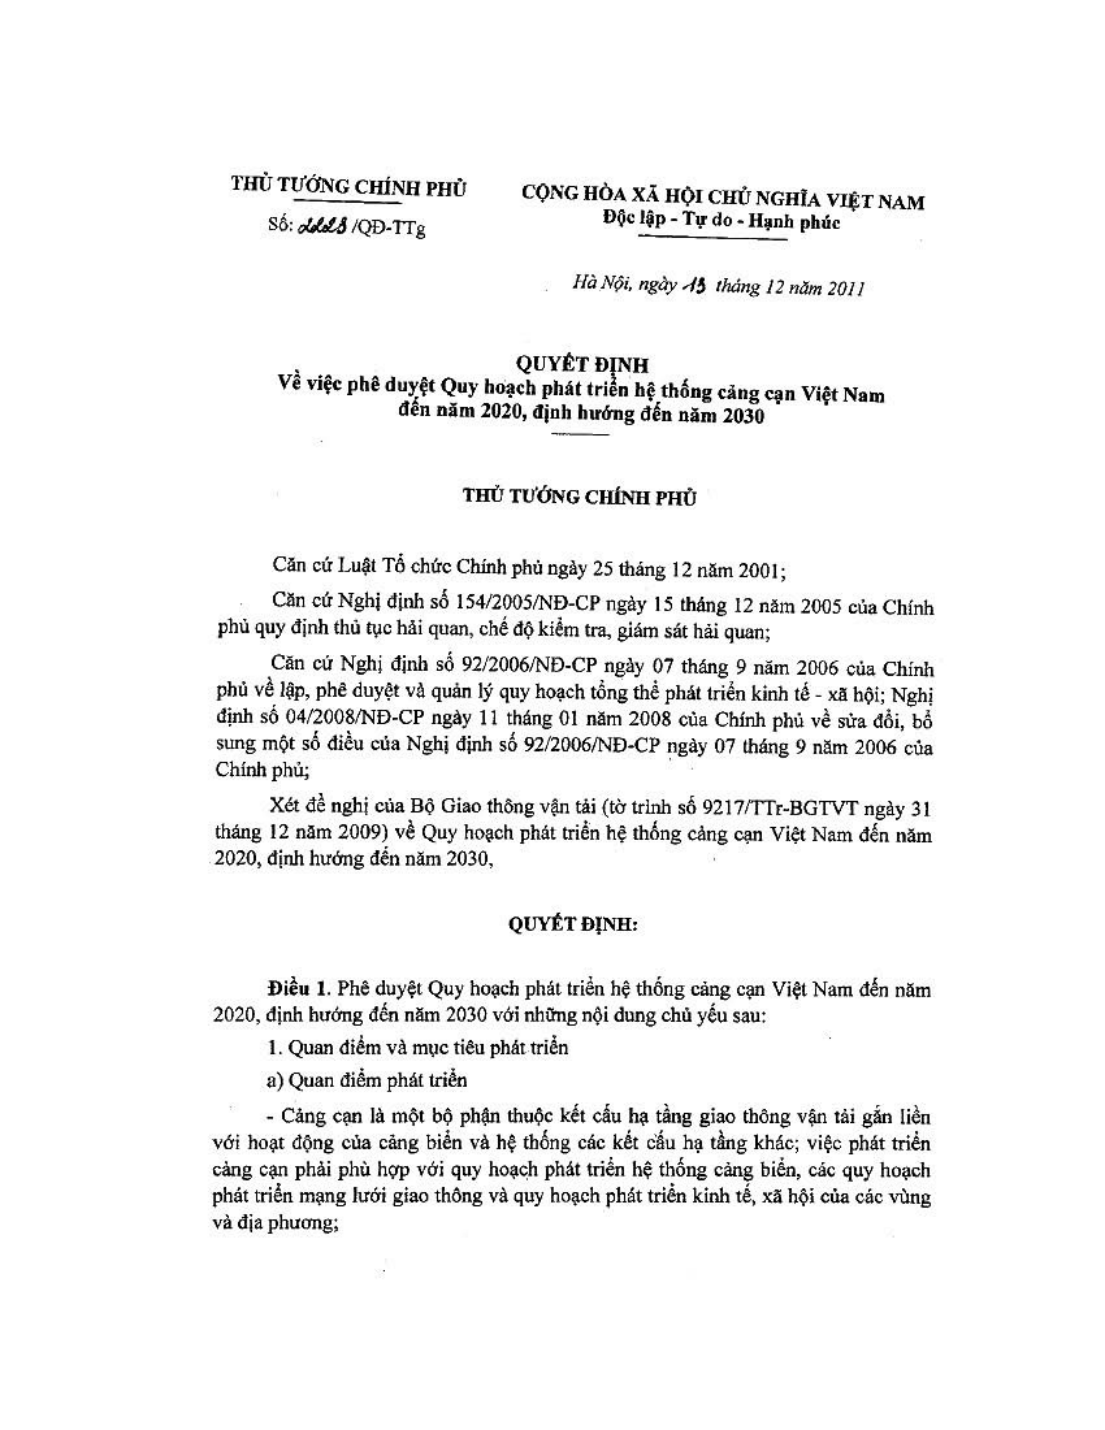 THỦ TƯỚNG CHÍNH PHỦ
CỘNG HÒA XÃ HỘI CHỦ NGHĨA VIỆT NAM
Độc lập - Tự do - Hạnh phúc
Số: 2223 /QĐ-TTg
Hà Nội, ngày 13 tháng 12 năm 2011
QUYẾT ĐỊNH
Về việc phê duyệt Quy hoạch phát triển hệ thống cảng cạn Việt Nam
đến năm 2020, định hướng đến năm 2030
THỦ TƯỚNG CHÍNH PHỦ
Căn cứ Luật Tổ chức Chính phủ ngày 25 tháng 12 năm 2001;
Căn cứ Nghị định số 154/2005/NĐ-CP ngày 15 tháng 12 năm 2005 của Chính
phủ quy định thủ tục hải quan, chế độ kiểm tra, giám sát hải quan;
Căn cứ Nghị định số 92/2006/NĐ-CP ngày 07 tháng 9 năm 2006 của Chính
phủ về lập, phê duyệt và quản lý quy hoạch tổng thể phát triển kinh tế - xã hội; Nghị
định số 04/2008/NĐ-CP ngày 11 tháng 01 năm 2008 của Chính phủ về sửa đổi, bổ
sung một số điều của Nghị định số 92/2006/NĐ-CP ngày 07 tháng 9 năm 2006 của
Chính phủ;
Xét đề nghị của Bộ Giao thông vận tải (tờ trình số 9217/TTr-BGTVT ngày 31
tháng 12 năm 2009) về Quy hoạch phát triển hệ thống cảng cạn Việt Nam đến năm
2020, định hướng đến năm 2030,
QUYẾT ĐỊNH:
Điều 1. Phê duyệt Quy hoạch phát triển hệ thống cảng cạn Việt Nam đến năm
2020, định hướng đến năm 2030 với những nội dung chủ yếu sau:
1. Quan điểm và mục tiêu phát triển
a) Quan điểm phát triển
- Cảng cạn là một bộ phận thuộc kết cấu hạ tầng giao thông vận tải gắn liền
với hoạt động của cảng biển và hệ thống các kết cấu hạ tầng khác; việc phát triển
cảng cạn phải phù hợp với quy hoạch phát triển hệ thống cảng biển, các quy hoạch
phát triển mạng lưới giao thông và quy hoạch phát triển kinh tế, xã hội của các vùng
và địa phương;